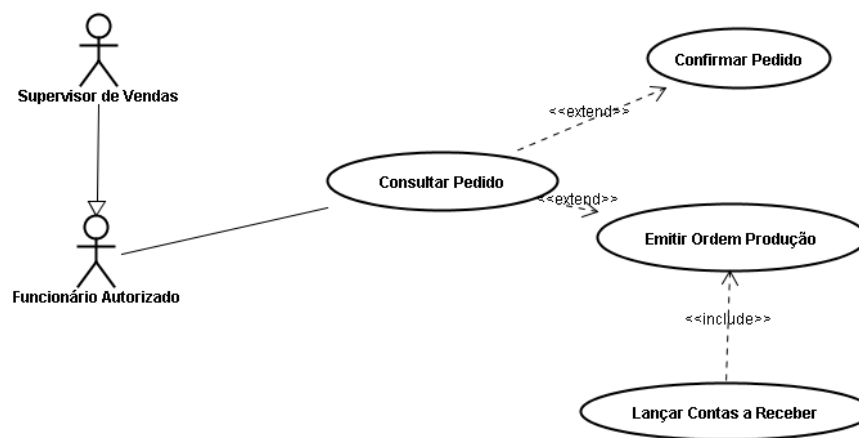 Supervisor de Vendas
Confirmar Pedido
<<extend>>
Consultar Pedido
<<extend>>
Emitir Ordem Produção
Funcionário Autorizado
<<include>>
Lançar Contas a Receber